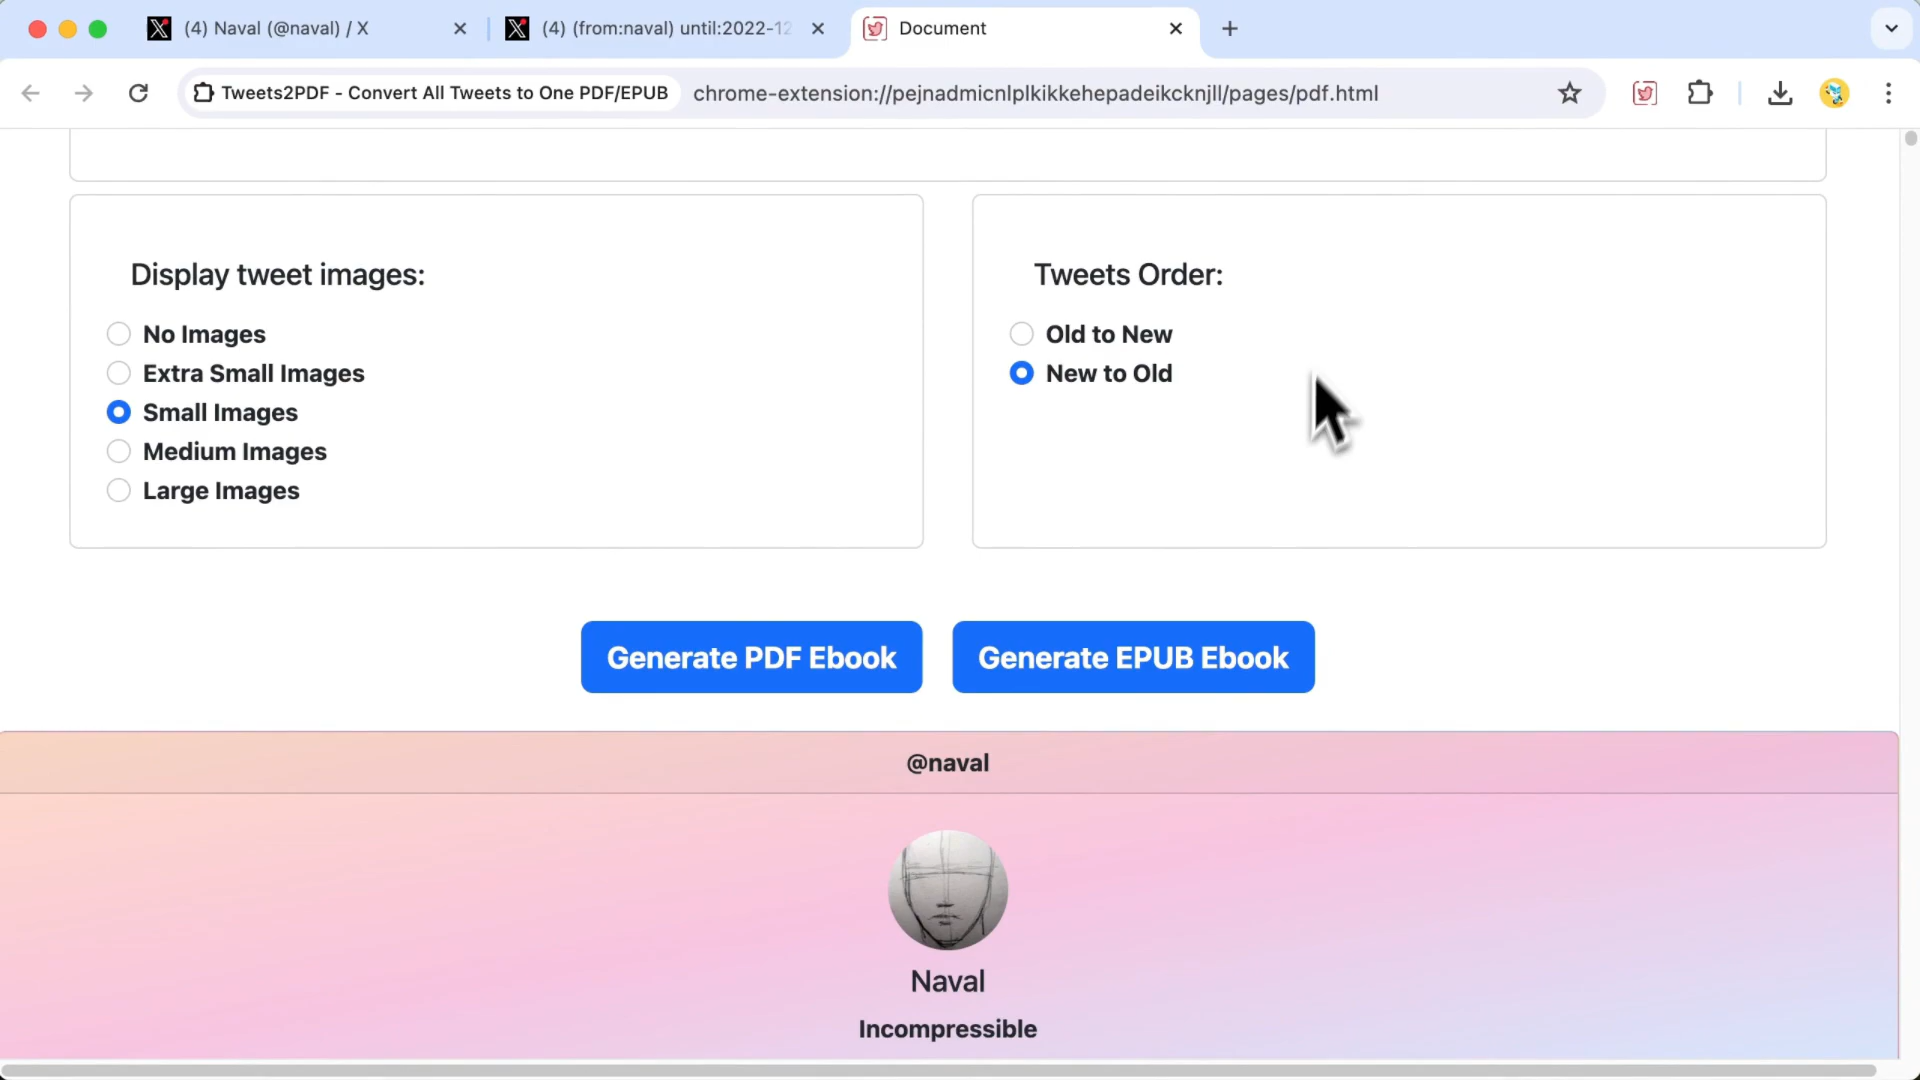 (4) Naval (@naval) / X
(4) (from:naval) until:2022-12
Document
Tweets2PDF - Convert All Tweets to One PDF/EPUB
chrome-extension://pejnadmicnlplkikkehepadeikcknjll/pages/pdf.html
Display tweet images:
No Images
Extra Small Images
Small Images
Medium Images
Large Images
Tweets Order:
Old to New
New to Old
Generate PDF Ebook
Generate EPUB Ebook
@naval
Naval
Incompressible